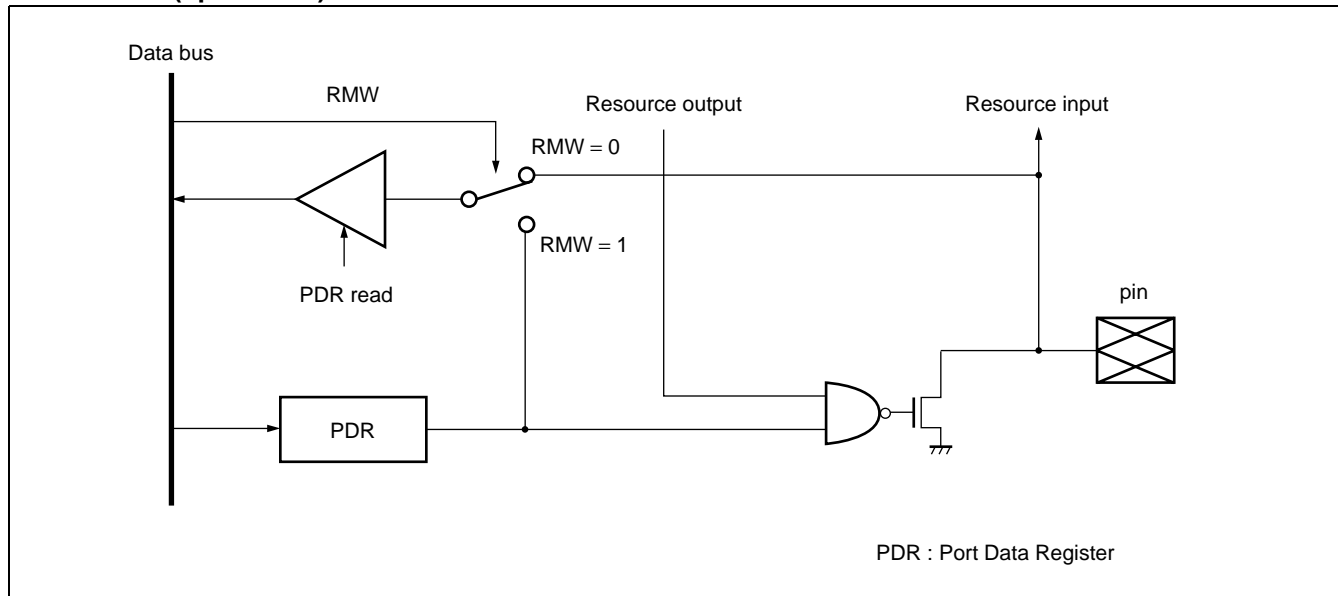 Data bus
RMW
Resource output
Resource input
RMW = 0
RMW = 1
PDR read
pin
PDR
PDR : Port Data Register